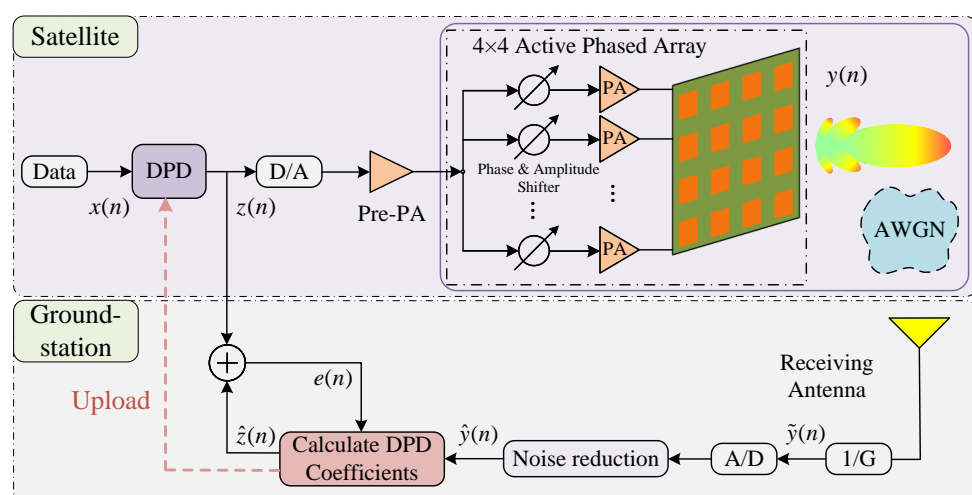 Satellite
4×4 Active Phased Array
y(n)
PA
PA
Data
DPD
D/A
Phase & Amplitude
Shifter
x(n)
z(n)
Pre-PA
...
...
PA
AWGN
Ground-
station
+
e(n)
Receiving
Antenna
Upload
ẑ(n)
ŷ(n)
ỹ(n)
Calculate DPD
Coefficients
Noise reduction
A/D
1/G